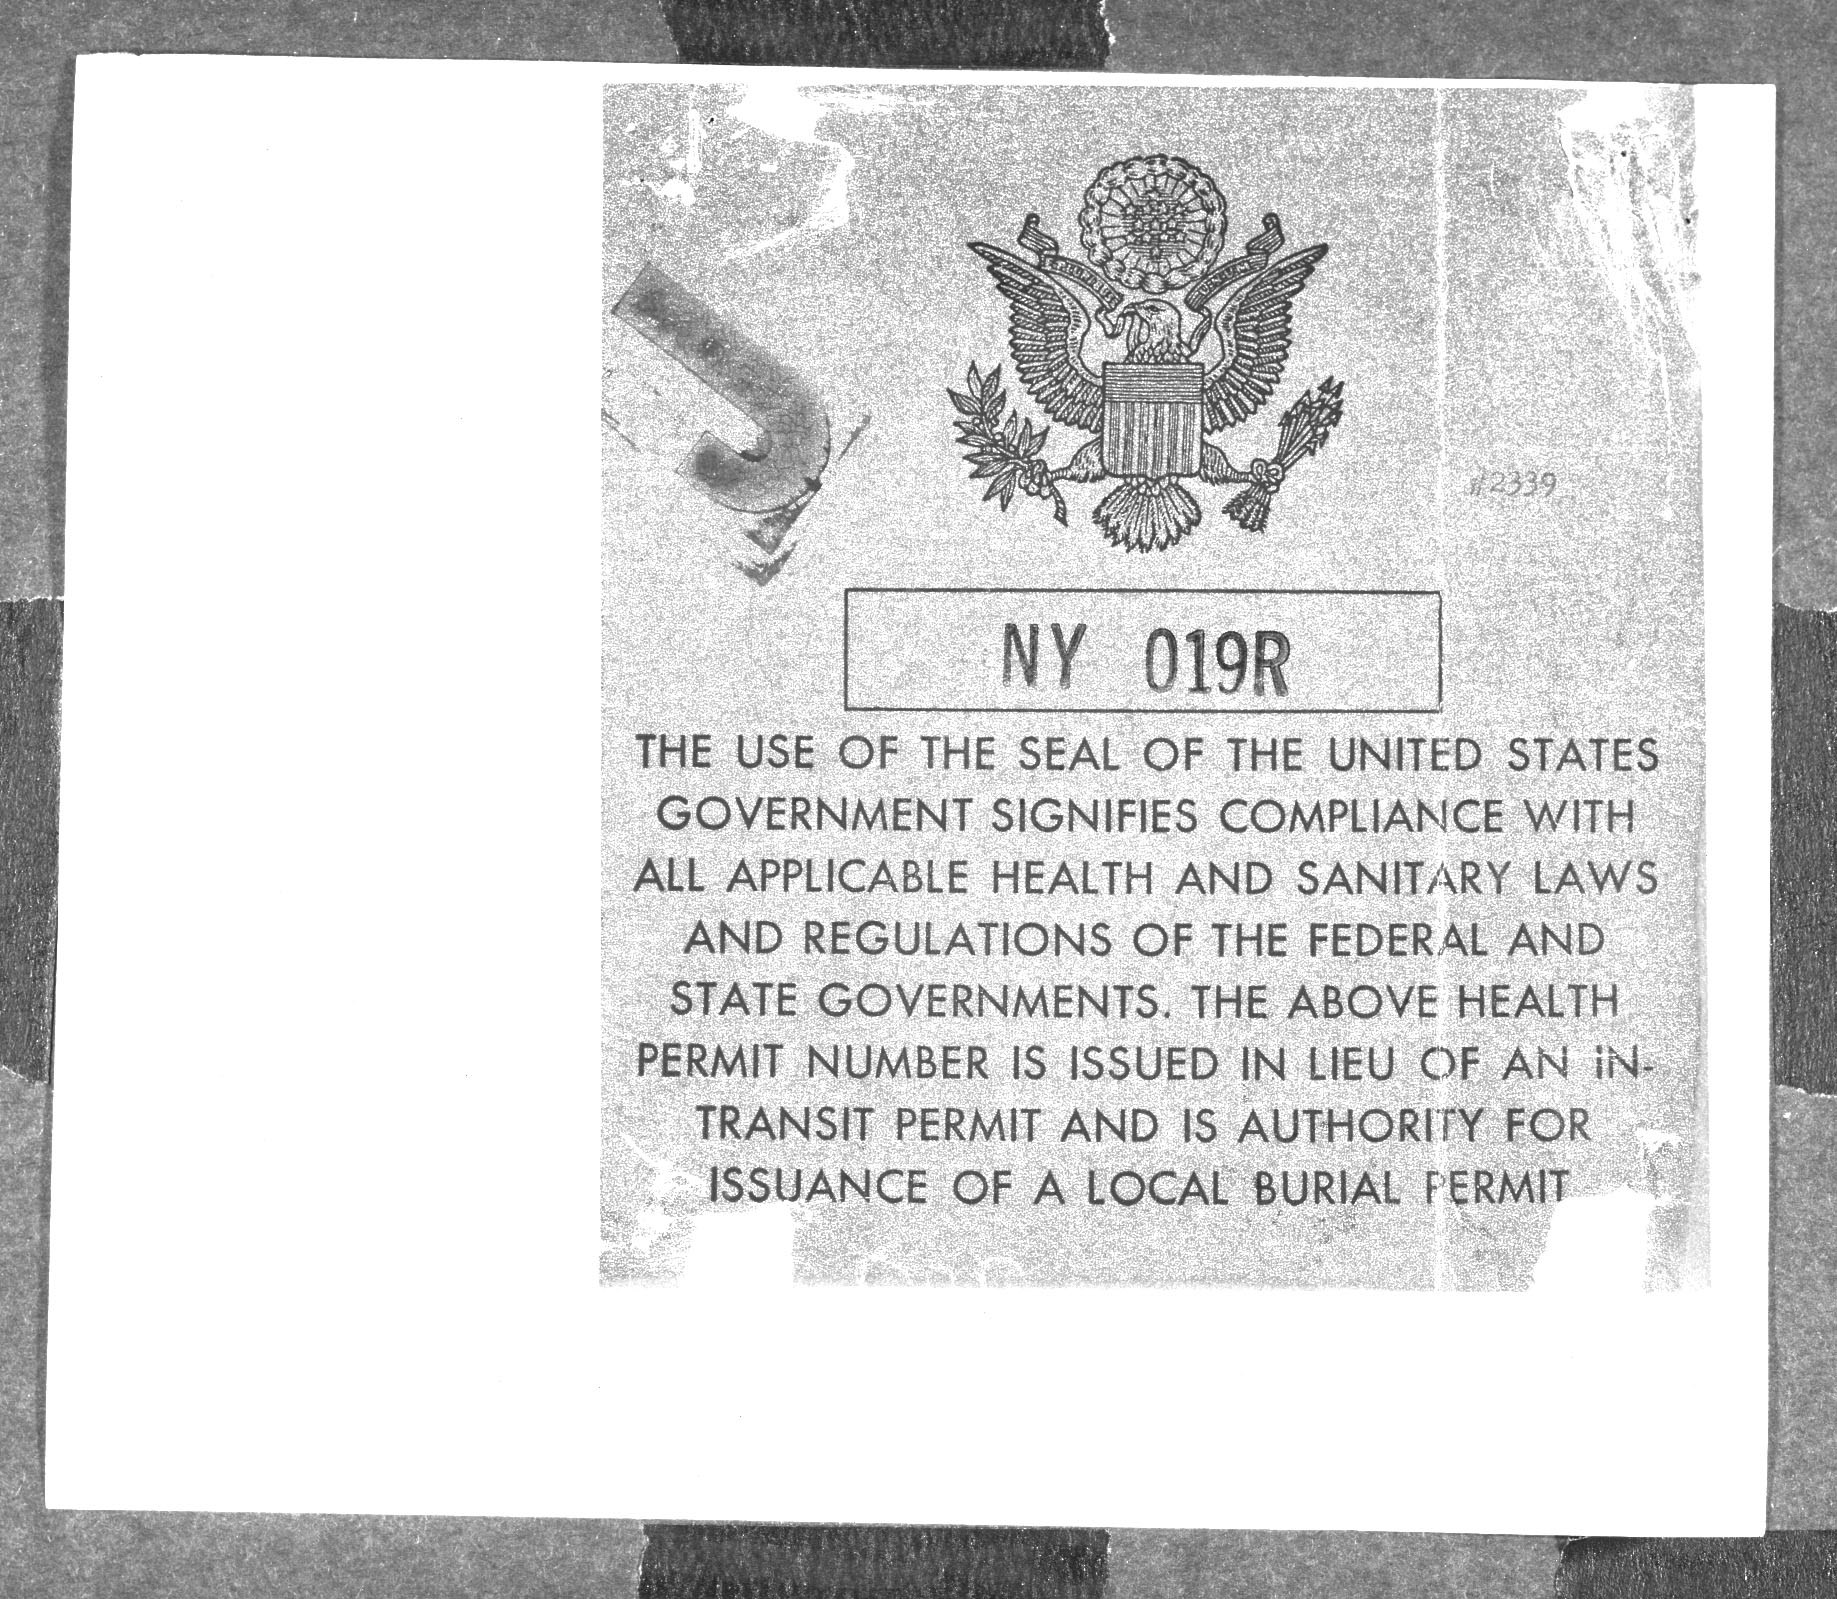 J
#2339
NY 019R
THE USE OF THE SEAL OF THE UNITED STATES
GOVERNMENT SIGNIFIES COMPLIANCE WITH
ALL APPLICABLE HEALTH AND SANITARY LAWS
AND REGULATIONS OF THE FEDERAL AND
STATE GOVERNMENTS. THE ABOVE HEALTH
PERMIT NUMBER IS ISSUED IN LIEU OF AN IN-
TRANSIT PERMIT AND IS AUTHORITY FOR
ISSUANCE OF A LOCAL BURIAL PERMIT